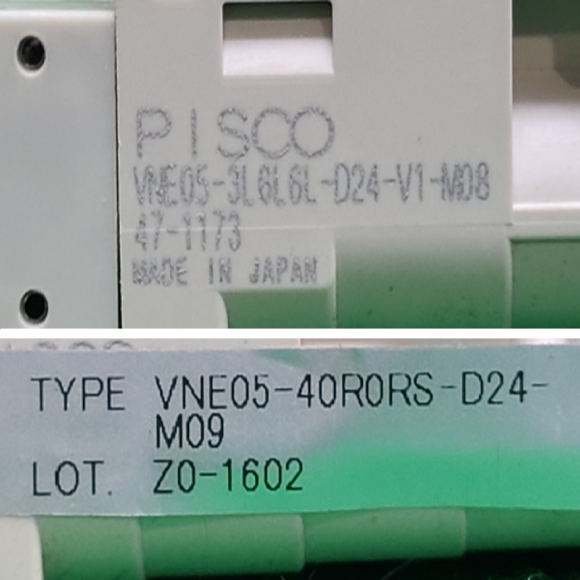 PISCO
VNE05-3L6L6L-D24-V1-M08
47-1173
MADE IN JAPAN
TYPE VNE05-40R0RS-D24-
M09
LOT. Z0-1602